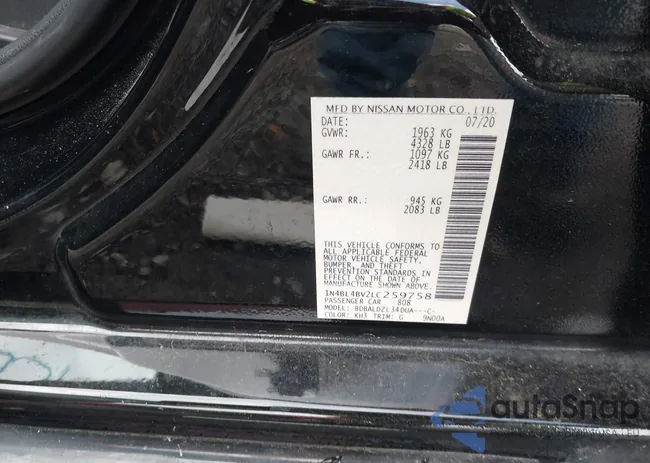 MFD BY NISSAN MOTOR CO., LTD.
DATE: 07/20
GVWR: 1963 KG
4328 LB
GAWR FR.: 1097 KG
2418 LB
GAWR RR.: 945 KG
2083 LB
THIS VEHICLE CONFORMS TO
ALL APPLICABLE FEDERAL
MOTOR VEHICLE SAFETY,
BUMPER, AND THEFT
PREVENTION STANDARDS
IN EFFECT ON THE DATE OF
MANUFACTURE SHOWN ABOVE.
1N4BL4BV2LC259758
PASSENGER CAR 808
MODEL: BDBALDZL34DUA---C-
COLOR: KH3 TRIM: G 9N00A
autoSnap